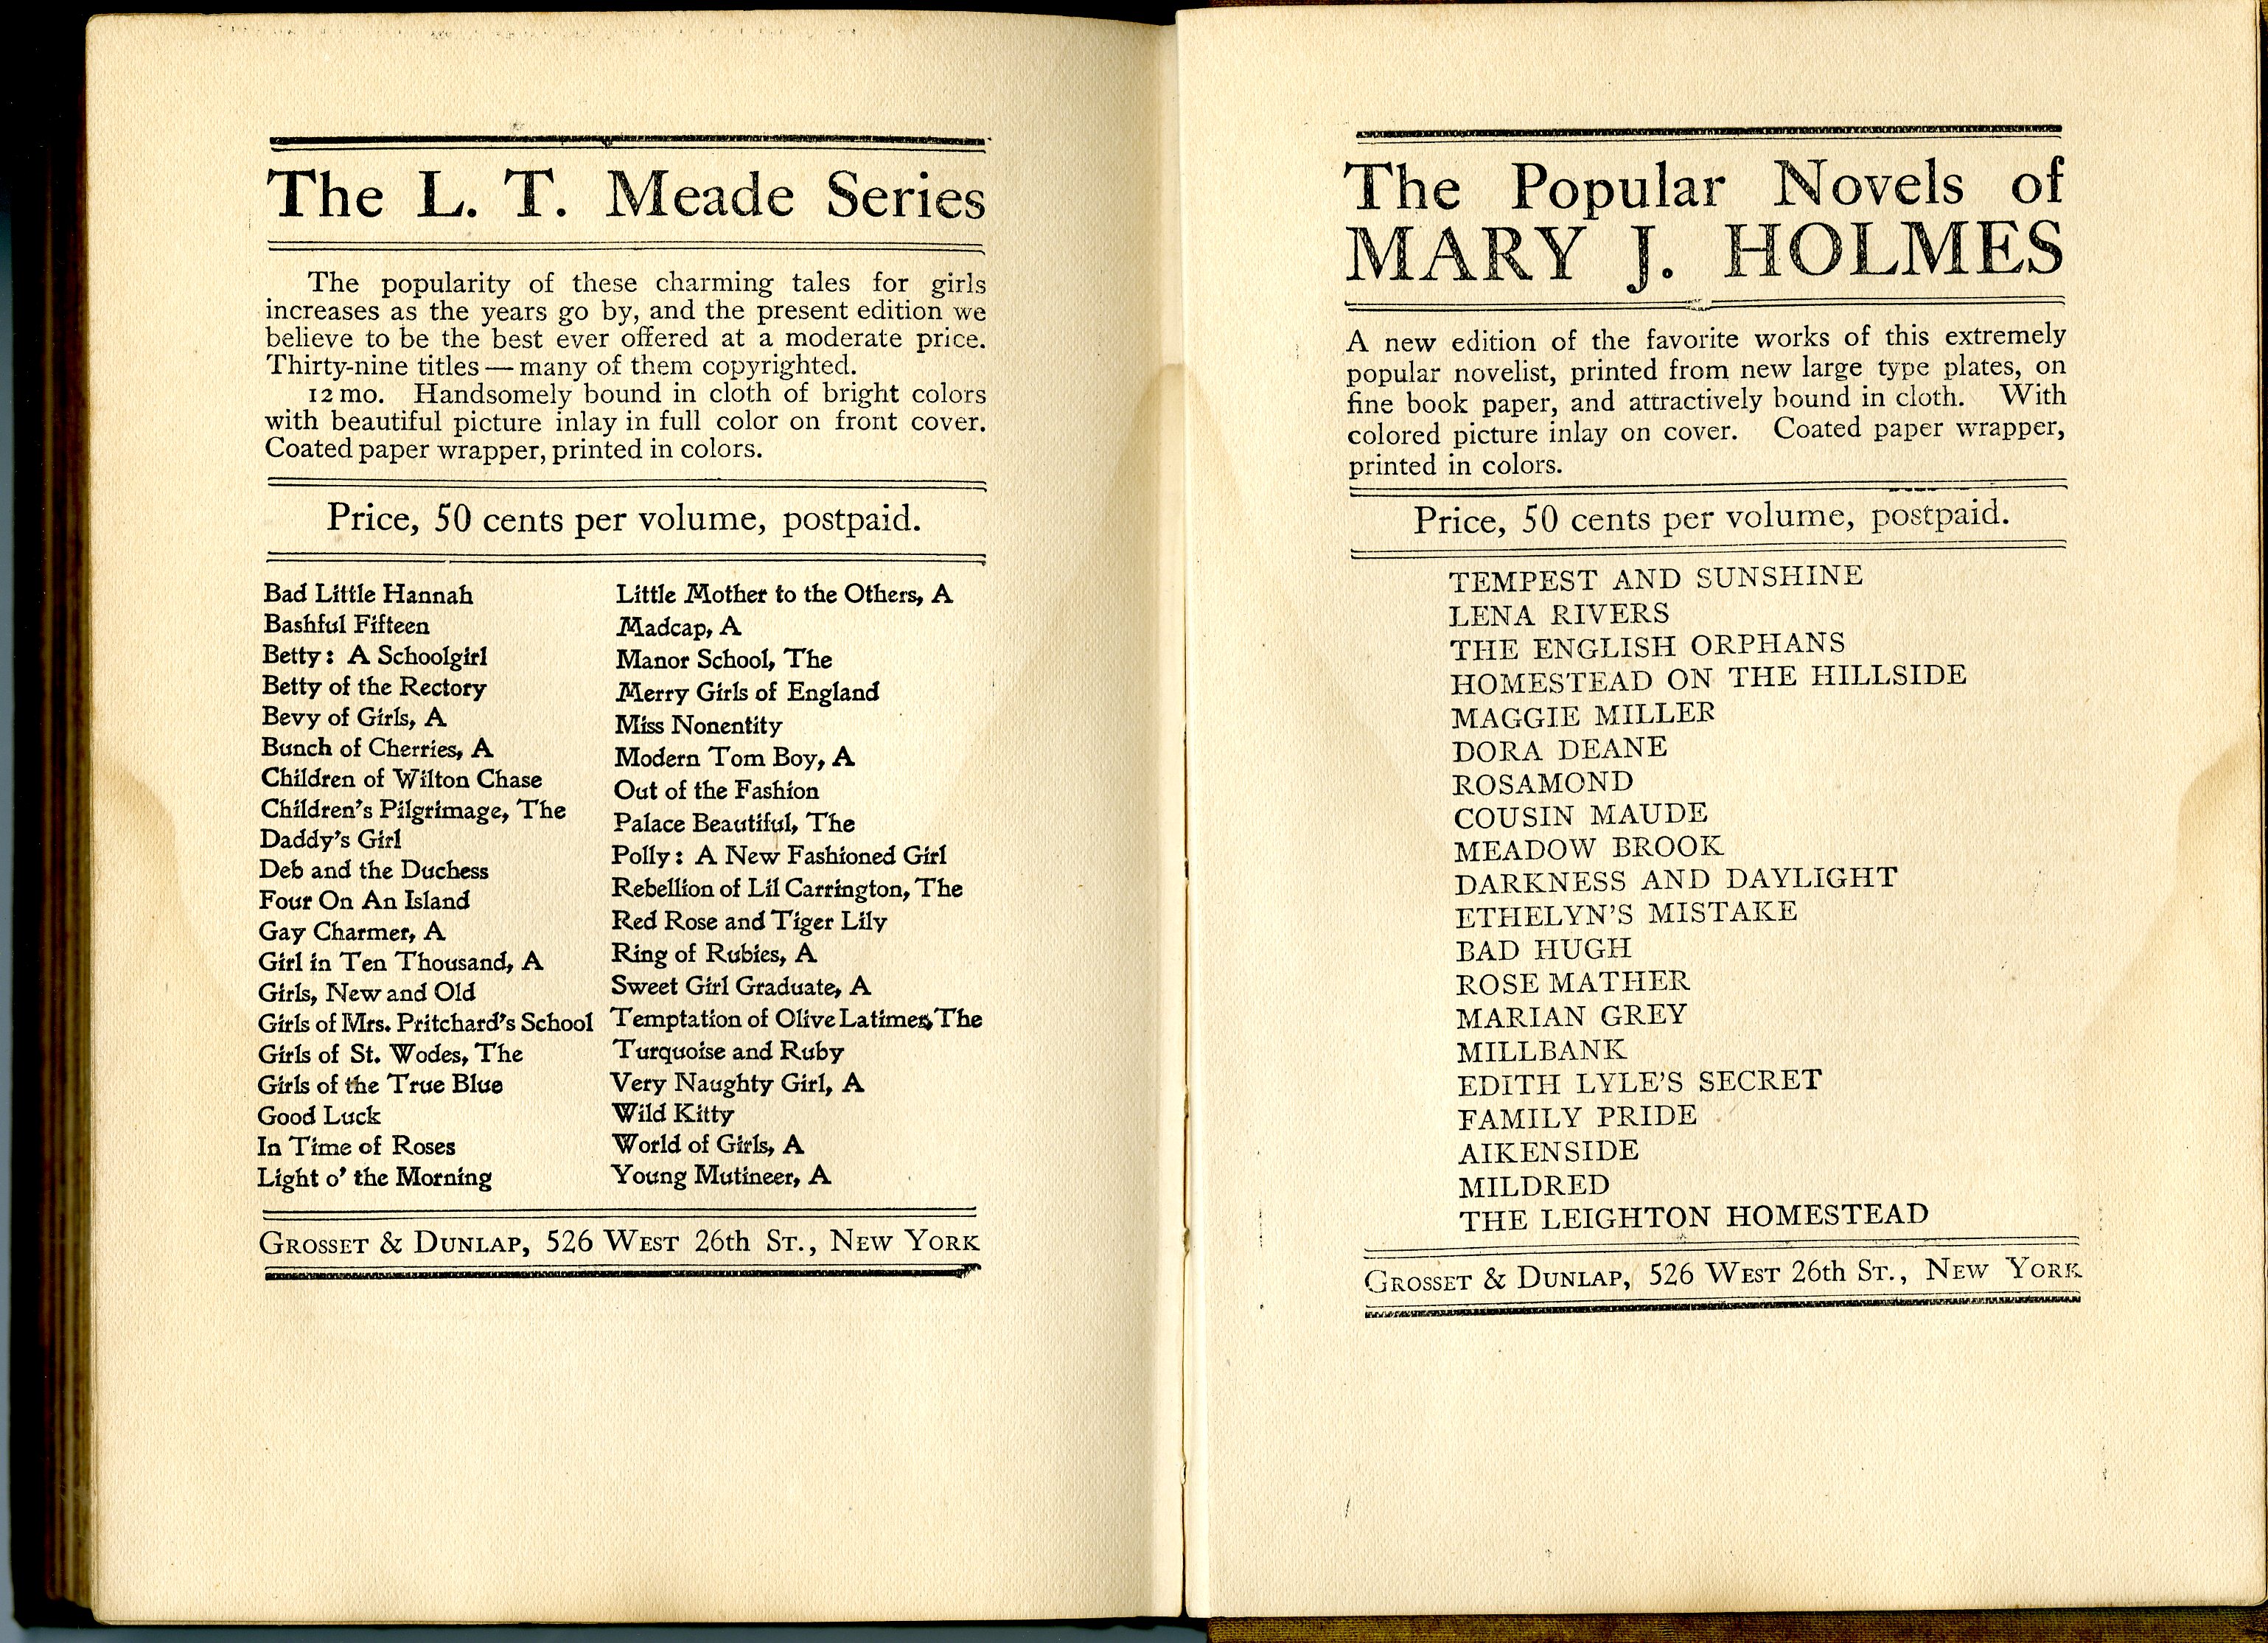 The L. T. Meade Series
The popularity of these charming tales for girls
increases as the years go by, and the present edition we
believe to be the best ever offered at a moderate price.
Thirty-nine titles — many of them copyrighted.
12mo. Handsomely bound in cloth of bright colors
with beautiful picture inlay in full color on front cover.
Coated paper wrapper, printed in colors.
Price, 50 cents per volume, postpaid.
Bad Little Hannah
Bashful Fifteen
Betty: A Schoolgirl
Betty of the Rectory
Bevy of Girls, A
Bunch of Cherries, A
Children of Wilton Chase
Children's Pilgrimage, The
Daddy's Girl
Deb and the Duchess
Four On An Island
Gay Charmer, A
Girl in Ten Thousand, A
Girls, New and Old
Girls of Mrs. Pritchard's School
Girls of St. Wodes, The
Girls of the True Blue
Good Luck
In Time of Roses
Light o' the Morning
Little Mother to the Others, A
Madcap, A
Manor School, The
Merry Girls of England
Miss Nonentity
Modern Tom Boy, A
Out of the Fashion
Palace Beautiful, The
Polly: A New Fashioned Girl
Rebellion of Lil Carrington, The
Red Rose and Tiger Lily
Ring of Rubies, A
Sweet Girl Graduate, A
Temptation of Olive Latimer, The
Turquoise and Ruby
Very Naughty Girl, A
Wild Kitty
World of Girls, A
Young Mutineer, A
GROSSET & DUNLAP, 526 WEST 26th ST., NEW YORK
The Popular Novels of
MARY J. HOLMES
A new edition of the favorite works of this extremely
popular novelist, printed from new large type plates, on
fine book paper, and attractively bound in cloth. With
colored picture inlay on cover. Coated paper wrapper,
printed in colors.
Price, 50 cents per volume, postpaid.
TEMPEST AND SUNSHINE
LENA RIVERS
THE ENGLISH ORPHANS
HOMESTEAD ON THE HILLSIDE
MAGGIE MILLER
DORA DEANE
ROSAMOND
COUSIN MAUDE
MEADOW BROOK
DARKNESS AND DAYLIGHT
ETHELYN'S MISTAKE
BAD HUGH
ROSE MATHER
MARIAN GREY
MILLBANK
EDITH LYLE'S SECRET
FAMILY PRIDE
AIKENSIDE
MILDRED
THE LEIGHTON HOMESTEAD
GROSSET & DUNLAP, 526 WEST 26th ST., NEW YORK